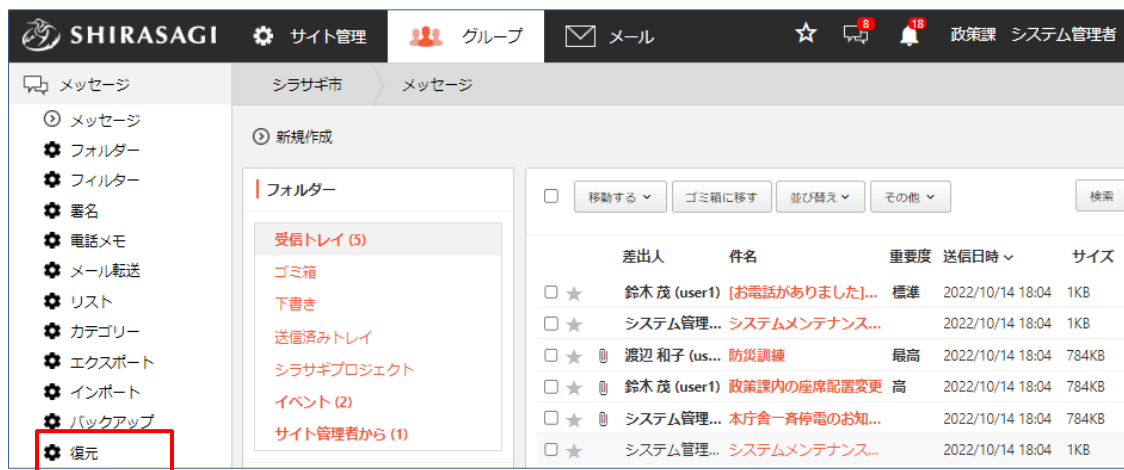 SHIRASAGI サイト管理 グループ メール 8 18 政策課 システム管理者
メッセージ
シラサギ市 メッセージ
メッセージ
フォルダー
フィルター
署名
電話メモ
メール転送
リスト
カテゴリー
エクスポート
インポート
バックアップ
復元
新規作成
フォルダー
受信トレイ (5)
ゴミ箱
下書き
送信済みトレイ
シラサギプロジェクト
イベント (2)
サイト管理者から (1)
移動する ゴミ箱に移す 並び替え その他 検索
差出人 件名 重要度 送信日時 サイズ
鈴木 茂 (user1) [お電話がありました]... 標準 2022/10/14 18:04 1KB
システム管理... システムメンテナンス... 2022/10/14 18:04 1KB
渡辺 和子 (us... 防災訓練 最高 2022/10/14 18:04 784KB
鈴木 茂 (user1) 政策課内の座席配置変更 高 2022/10/14 18:04 784KB
システム管理... 本庁舎一斉停電のお知... 2022/10/14 18:04 784KB
システム管理... システムメンテナンス... 2022/10/14 18:04 1KB